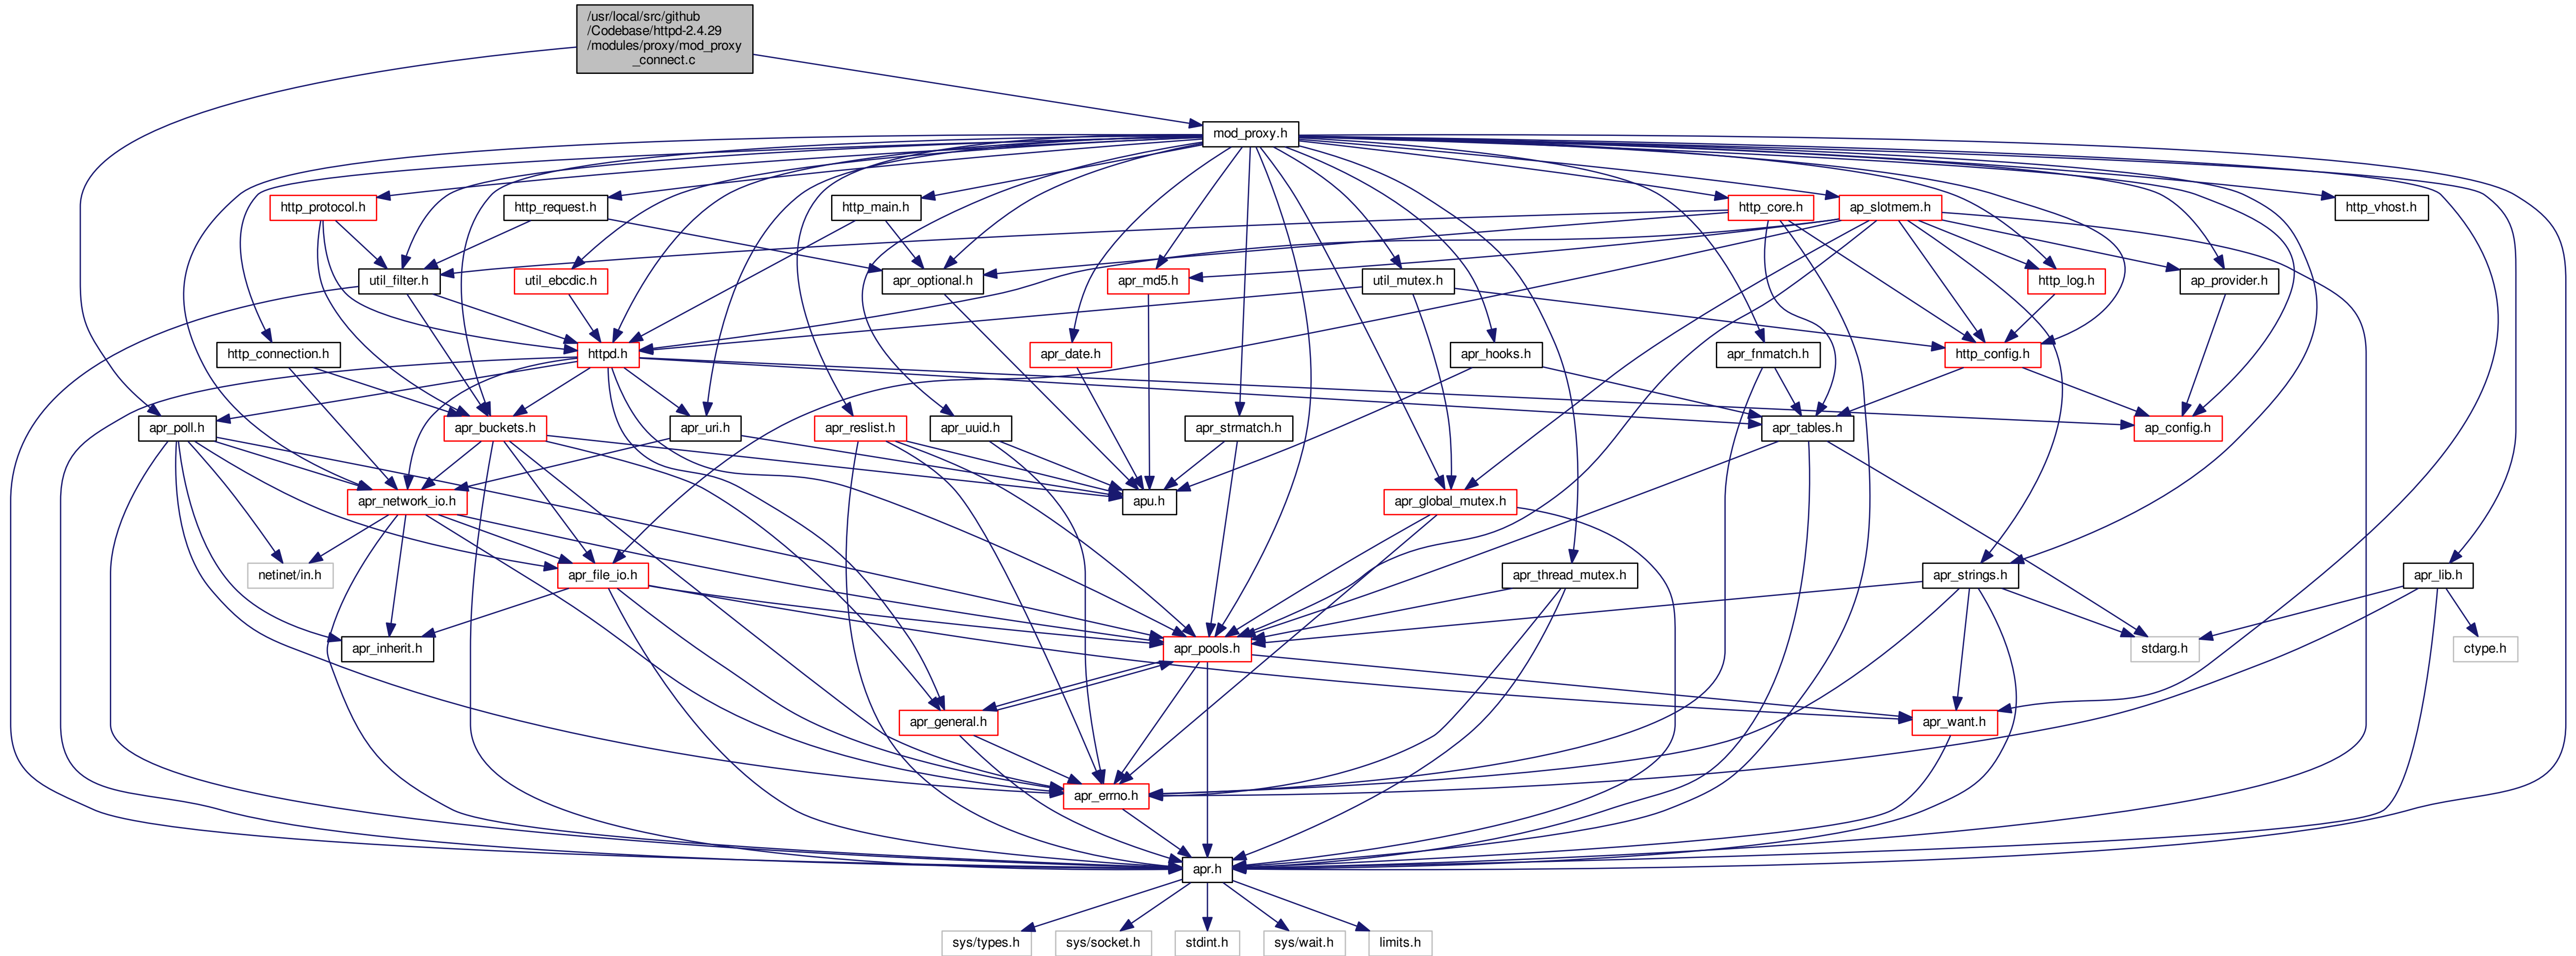 /usr/local/src/github
/Codebase/httpd-2.4.29
/modules/proxy/mod_proxy
_connect.c
mod_proxy.h
http_protocol.h
http_request.h
http_main.h
http_core.h
ap_slotmem.h
http_vhost.h
util_filter.h
util_ebcdic.h
apr_optional.h
apr_md5.h
util_mutex.h
http_log.h
ap_provider.h
http_connection.h
httpd.h
apr_date.h
apr_hooks.h
apr_fnmatch.h
http_config.h
apr_poll.h
apr_buckets.h
apr_uri.h
apr_reslist.h
apr_uuid.h
apr_strmatch.h
apr_tables.h
ap_config.h
apr_network_io.h
apu.h
apr_global_mutex.h
netinet/in.h
apr_file_io.h
apr_thread_mutex.h
apr_strings.h
apr_lib.h
apr_inherit.h
apr_pools.h
stdarg.h
ctype.h
apr_general.h
apr_want.h
apr_errno.h
apr.h
sys/types.h
sys/socket.h
stdint.h
sys/wait.h
limits.h